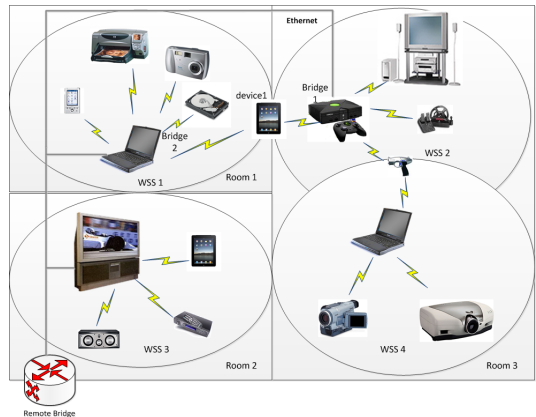 Ethernet
device1
Bridge
1
Bridge
2
WSS 1
Room 1
WSS 2
WSS 3
Room 2
WSS 4
Room 3
Remote Bridge